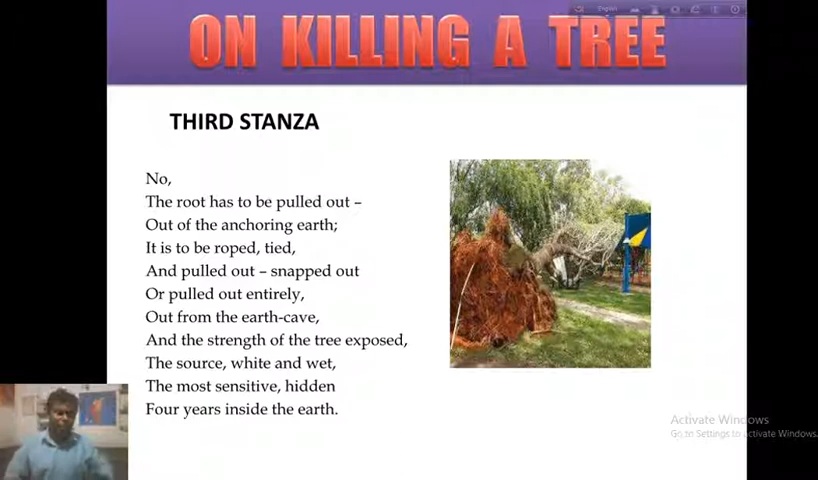 English
ON KILLING A TREE
THIRD STANZA
No,
The root has to be pulled out –
Out of the anchoring earth;
It is to be roped, tied,
And pulled out – snapped out
Or pulled out entirely,
Out from the earth-cave,
And the strength of the tree exposed,
The source, white and wet,
The most sensitive, hidden
Four years inside the earth.
Activate Windows
Go to Settings to activate Windows.